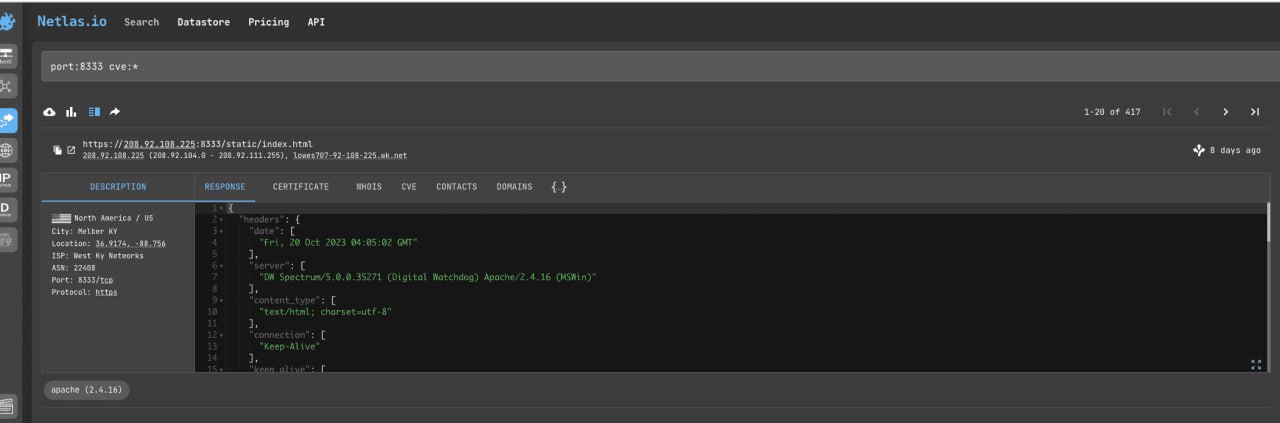 Netlas.io Search Datastore Pricing API
port:8333 cve:*
1-20 of 417
https://208.92.108.225:8333/static/index.html
208.92.108.225 (208.92.104.0 - 208.92.111.255), lowes707-92-108-225.wk.net
8 days ago
DESCRIPTION RESPONSE CERTIFICATE WHOIS CVE CONTACTS DOMAINS {..}
North America / US
City: Melber KY
Location: 36.9174, -88.756
ISP: West Ky Networks
ASN: 22408
Port: 8333/tcp
Protocol: https
1 {
2 "headers": {
3 "date": [
4 "Fri, 20 Oct 2023 04:05:02 GMT"
5 ],
6 "server": [
7 "DW Spectrum/5.0.0.35271 (Digital Watchdog) Apache/2.4.16 (MSWin)"
8 ],
9 "content_type": [
10 "text/html; charset=utf-8"
11 ],
12 "connection": [
13 "Keep-Alive"
14 ],
15 "keep_alive": [
apache (2.4.16)